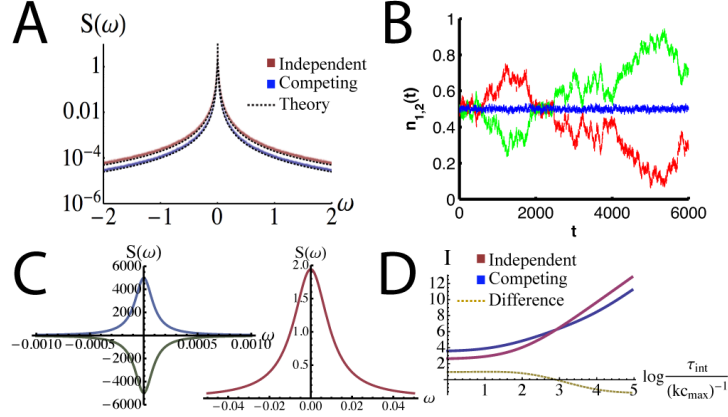 A
S(ω)
1
0.01
10⁻⁴
10⁻⁶
−2 −1 0 1 2 ω
Independent
Competing
Theory
B
n₁,₂(t)
1
0.8
0.6
0.4
0.2
0
0 2000 4000 6000
t
C
S(ω)
6000
4000
2000
−2000
−4000
−6000
−0.0010 −0.0005 0.0005 0.0010 ω
S(ω)
2.0
1.5
1.0
0.5
−0.04 −0.02 0.00 0.02 0.04 ω
D
I
Independent
Competing
Difference
12
10
8
6
4
2
0 1 2 3 4 5
log τ_int / (kc_max)⁻¹